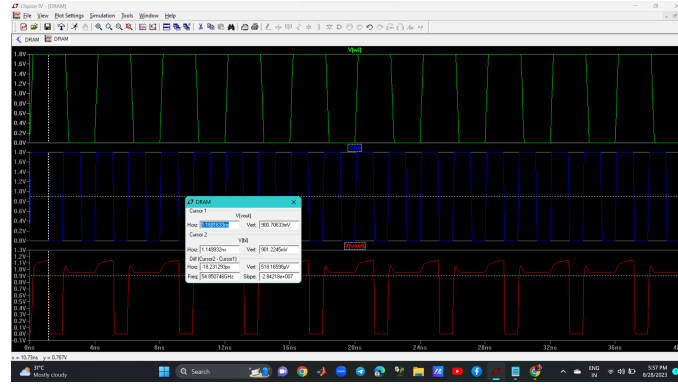 LTspice IV - [DRAM]
File View Plot Settings Simulation Tools Window Help
DRAM DRAM
V(wl)
1.8V
1.6V
1.4V
1.2V
1.0V
0.8V
0.6V
0.4V
0.2V
0.0V
1.8V
1.6V
1.4V
1.2V
1.0V
0.8V
0.6V
0.4V
0.2V
0.0V
V(vout)
1.3V
1.2V
1.1V
1.0V
0.9V
0.8V
0.7V
0.6V
0.5V
0.4V
0.3V
0.2V
0.1V
0.0V
-0.1V
0ns 4ns 8ns 12ns 16ns 20ns 24ns 28ns 32ns 36ns
DRAM
Cursor 1
V(vout)
Horz: Vert: 900.70633mV
Cursor 2
Horz: 1.149932ns Vert: 901.2245mV
Diff (Cursor2 - Cursor1)
Horz: -18.231293ps Vert: 518.16598µV
Freq: 54.850746GHz Slope: -2.84218e+007
x = 10.73ns y = 0.767V
31°C
Mostly cloudy
Search
ENG
IN
5:57 PM
8/28/2023